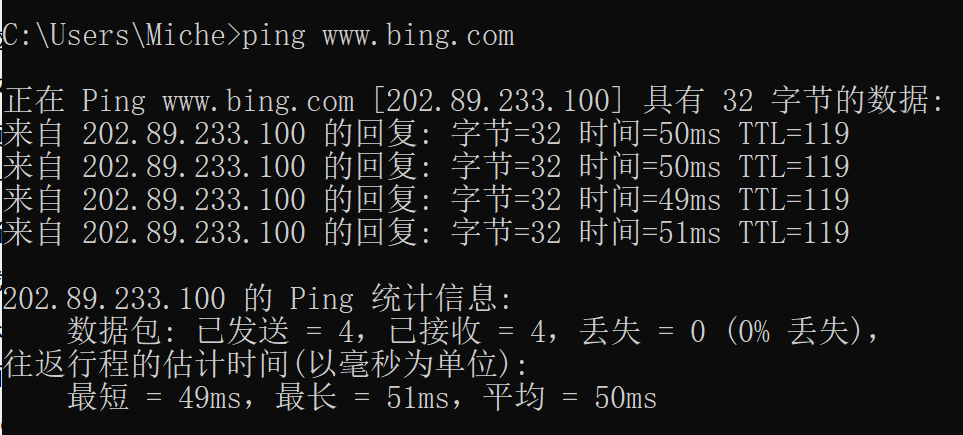 C:\Users\Miche>ping www.bing.com
正在 Ping www.bing.com [202.89.233.100] 具有 32 字节的数据:
来自 202.89.233.100 的回复: 字节=32 时间=50ms TTL=119
来自 202.89.233.100 的回复: 字节=32 时间=50ms TTL=119
来自 202.89.233.100 的回复: 字节=32 时间=49ms TTL=119
来自 202.89.233.100 的回复: 字节=32 时间=51ms TTL=119
202.89.233.100 的 Ping 统计信息:
数据包: 已发送 = 4，已接收 = 4，丢失 = 0 (0% 丢失)，
往返行程的估计时间(以毫秒为单位):
最短 = 49ms，最长 = 51ms，平均 = 50ms